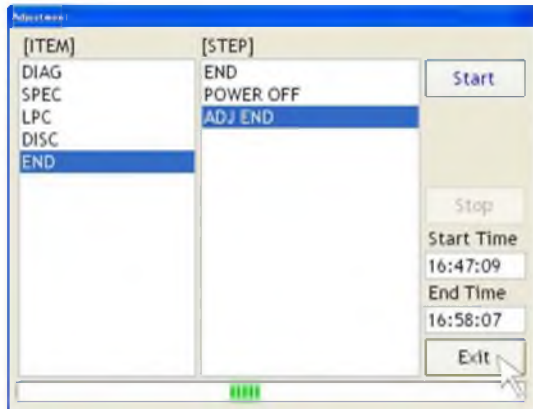 Adjustment
[ITEM]
DIAG
SPEC
LPC
DISC
END
[STEP]
END
POWER OFF
ADJ END
Start
Stop
Start Time
16:47:09
End Time
16:58:07
Exit